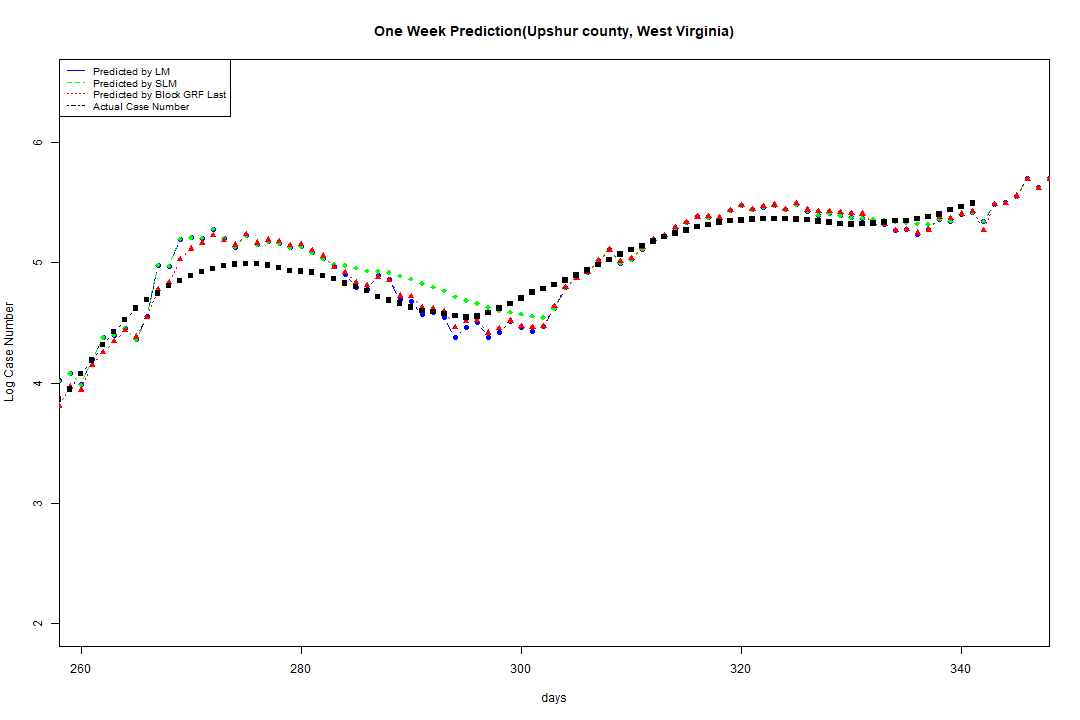 One Week Prediction(Upshur county, West Virginia)
Predicted by LM
Predicted by SLM
Predicted by Block GRF Last
Actual Case Number
6
5
4
3
2
Log Case Number
260 280 300 320 340
days